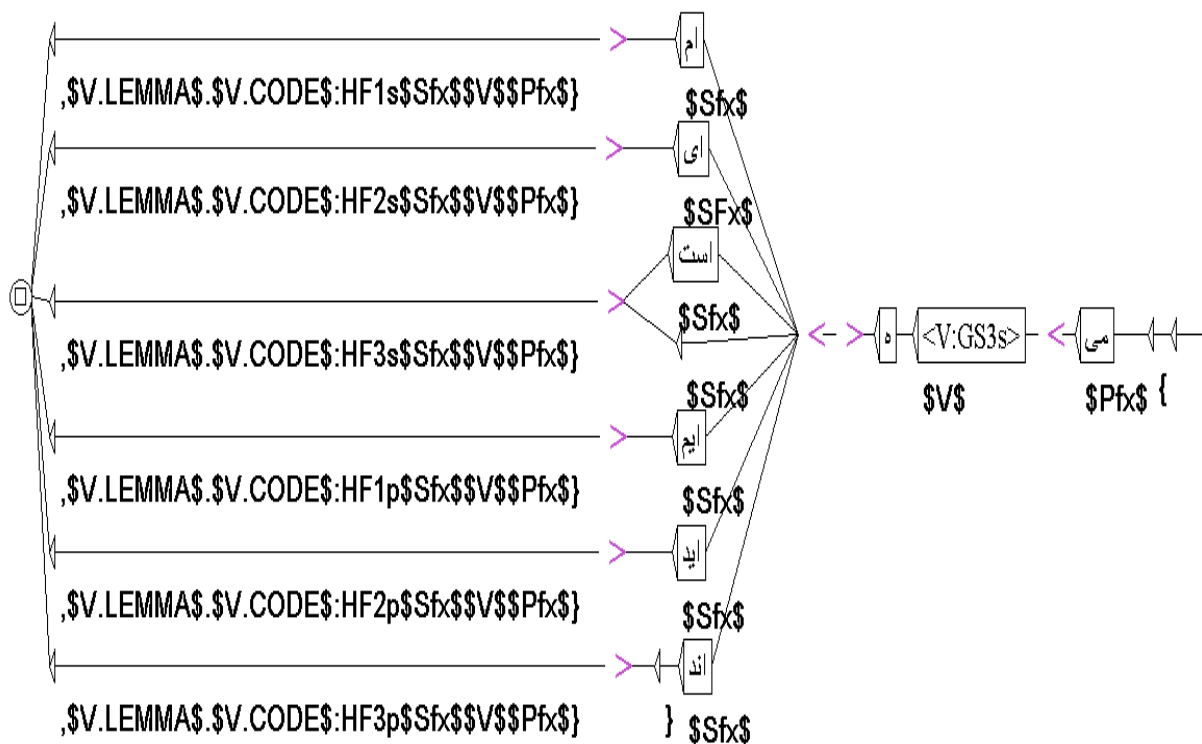 ام
,$V.LEMMA$.$V.CODE$:HF1s$Sfx$$V$$Pfx$}
$Sfx$
ای
,$V.LEMMA$.$V.CODE$:HF2s$Sfx$$V$$Pfx$}
$SFx$
است
می
<V:GS3s>
ه
$Sfx$
,$V.LEMMA$.$V.CODE$:HF3s$Sfx$$V$$Pfx$}
{
$Pfx$
$V$
$Sfx$
ایم
,$V.LEMMA$.$V.CODE$:HF1p$Sfx$$V$$Pfx$}
$Sfx$
اید
,$V.LEMMA$.$V.CODE$:HF2p$Sfx$$V$$Pfx$}
$Sfx$
اند
,$V.LEMMA$.$V.CODE$:HF3p$Sfx$$V$$Pfx$}
}
$Sfx$